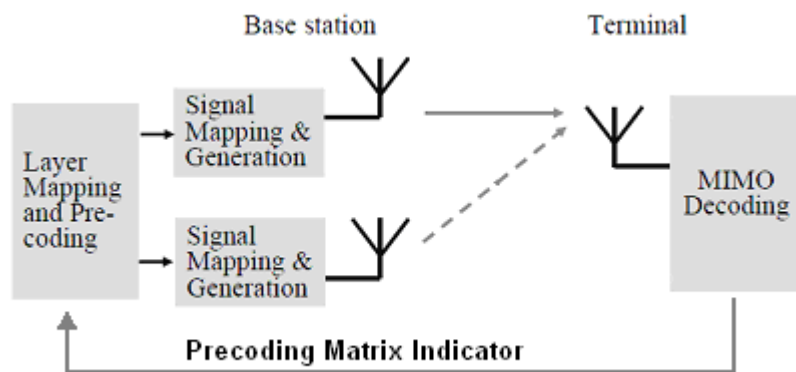 Base station
Terminal
Layer
Mapping
and Pre-
coding
Signal
Mapping &
Generation
Signal
Mapping &
Generation
MIMO
Decoding
Precoding Matrix Indicator